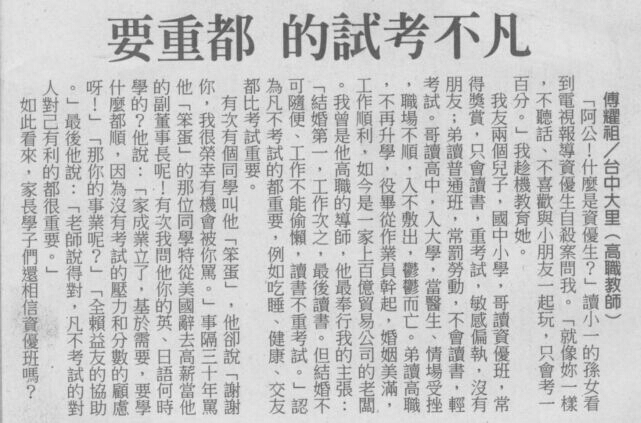 凡不考試的 都重要
傅耀祖／台中大里（高職教師）
「阿公！什麼是資優生？」讀小一的孫女看
到電視報導資優生自殺案問我。「就像妳一樣
，不聽話、不喜歡與小朋友一起玩，只會考一
百分。」我趁機教育她。
我友兩個兒子，國中小學，哥讀資優班，常
得獎賞，只會讀書，重考試，敏感偏執，沒有
朋友；弟讀普通班，常罰勞動，不會讀書，輕
考試。哥讀高中，入大學，當醫生、情場受挫
，職場不順，入不敷出，鬱鬱而亡。弟讀高職
，不再升學，役畢從作業員幹起，婚姻美滿，
工作順利，如今是一家上百億貿易公司的老闆
。我曾是他高職的導師，他最奉行我的主張：
「結婚第一，工作次之，最後讀書。但結婚不
可隨便、工作不能偷懶，讀書不重考試。」認
為凡不考試的都重要，例如吃睡、健康、交友
都比考試重要。
有次有個同學叫他「笨蛋」，他卻說「謝謝
你，我很榮幸有機會被你罵。」事隔三十年罵
他「笨蛋」的那位同學特從美國辭去高薪當他
的副董事長呢！有次我問他你的英、日語何時
學的？他說：「家成業立了，基於需要，要學
什麼都順，因為沒有考試的壓力和分數的顧慮
呀！」「那你的事業呢？」「全賴益友的協助
。」最後他說：「老師說得對，凡不考試的對
人對己有利的都很重要。」
如此看來，家長學子們還相信資優班嗎？